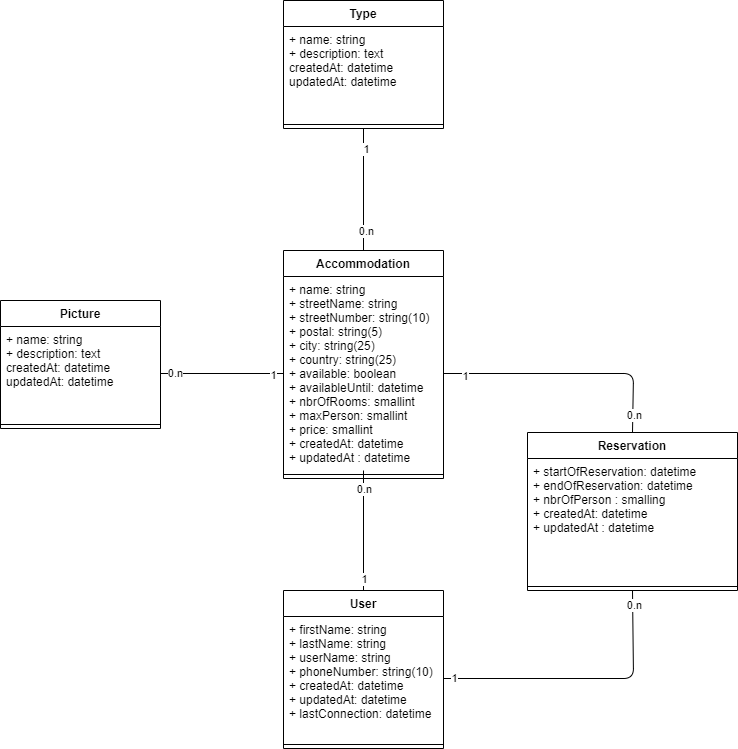 Type
+ name: string
+ description: text
createdAt: datetime
updatedAt: datetime
1
0.n
Accommodation
+ name: string
+ streetName: string
+ streetNumber: string(10)
+ postal: string(5)
+ city: string(25)
+ country: string(25)
+ available: boolean
+ availableUntil: datetime
+ nbrOfRooms: smallint
+ maxPerson: smallint
+ price: smallint
+ createdAt: datetime
+ updatedAt : datetime
Picture
+ name: string
+ description: text
createdAt: datetime
updatedAt: datetime
0.n
1
1
0.n
Reservation
+ startOfReservation: datetime
+ endOfReservation: datetime
+ nbrOfPerson : smalling
+ createdAt: datetime
+ updatedAt : datetime
0.n
1
0.n
1
User
+ firstName: string
+ lastName: string
+ userName: string
+ phoneNumber: string(10)
+ createdAt: datetime
+ updatedAt: datetime
+ lastConnection: datetime